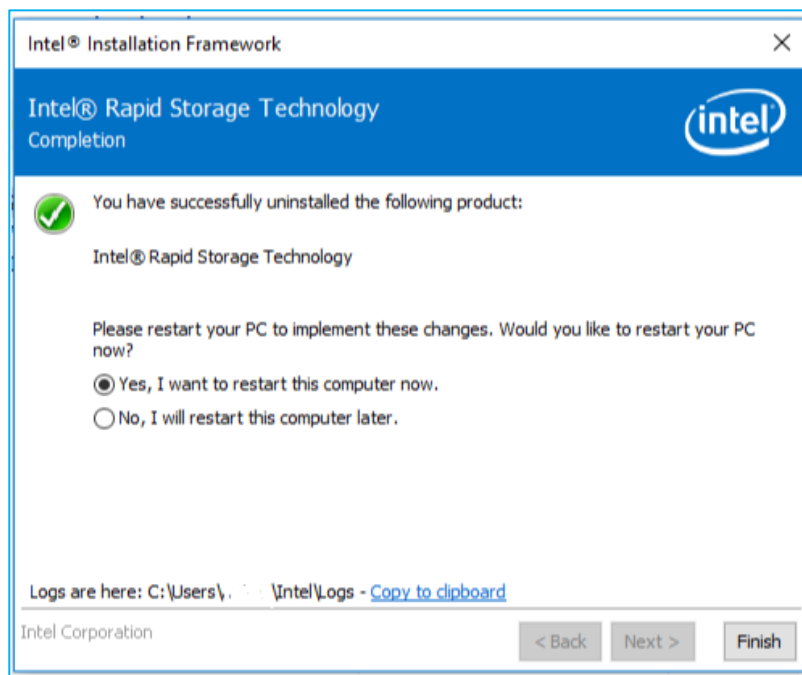 Intel® Installation Framework
Intel® Rapid Storage Technology
intel
Completion
You have successfully uninstalled the following product:
Intel® Rapid Storage Technology
Please restart your PC to implement these changes. Would you like to restart your PC
now?
Yes, I want to restart this computer now.
No, I will restart this computer later.
Logs are here: C:\Users\ \Intel\Logs - Copy to clipboard
Intel Corporation
< Back Next > Finish